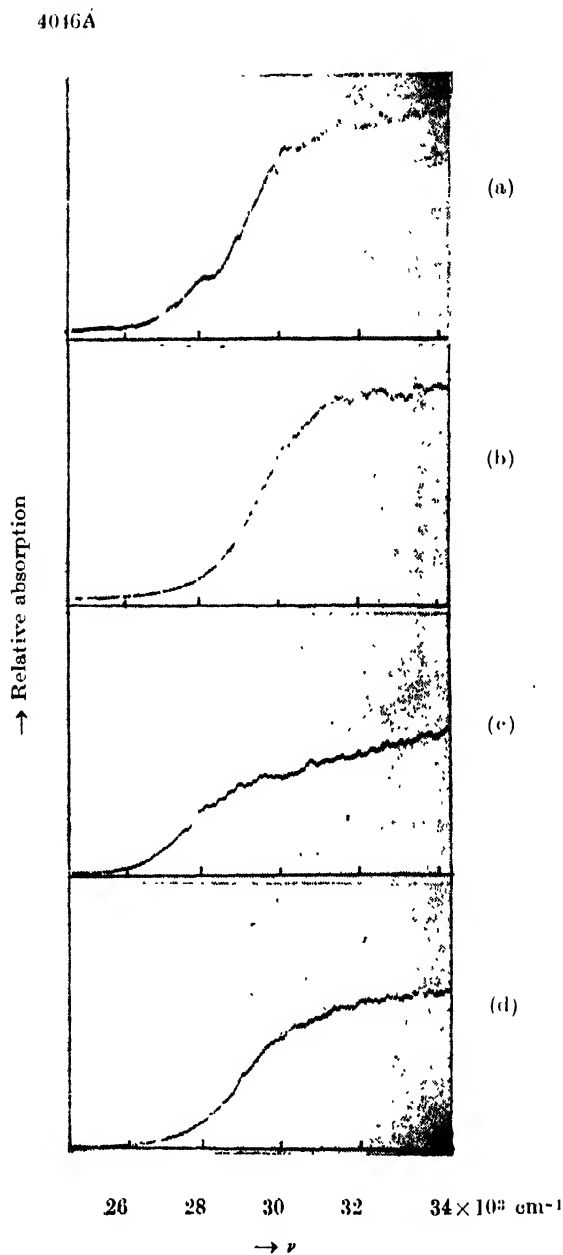 4046Å
(a)
(b)
→ Relative absorption
(c)
(d)
26 28 30 32 34×10³ cm⁻¹
→ ν